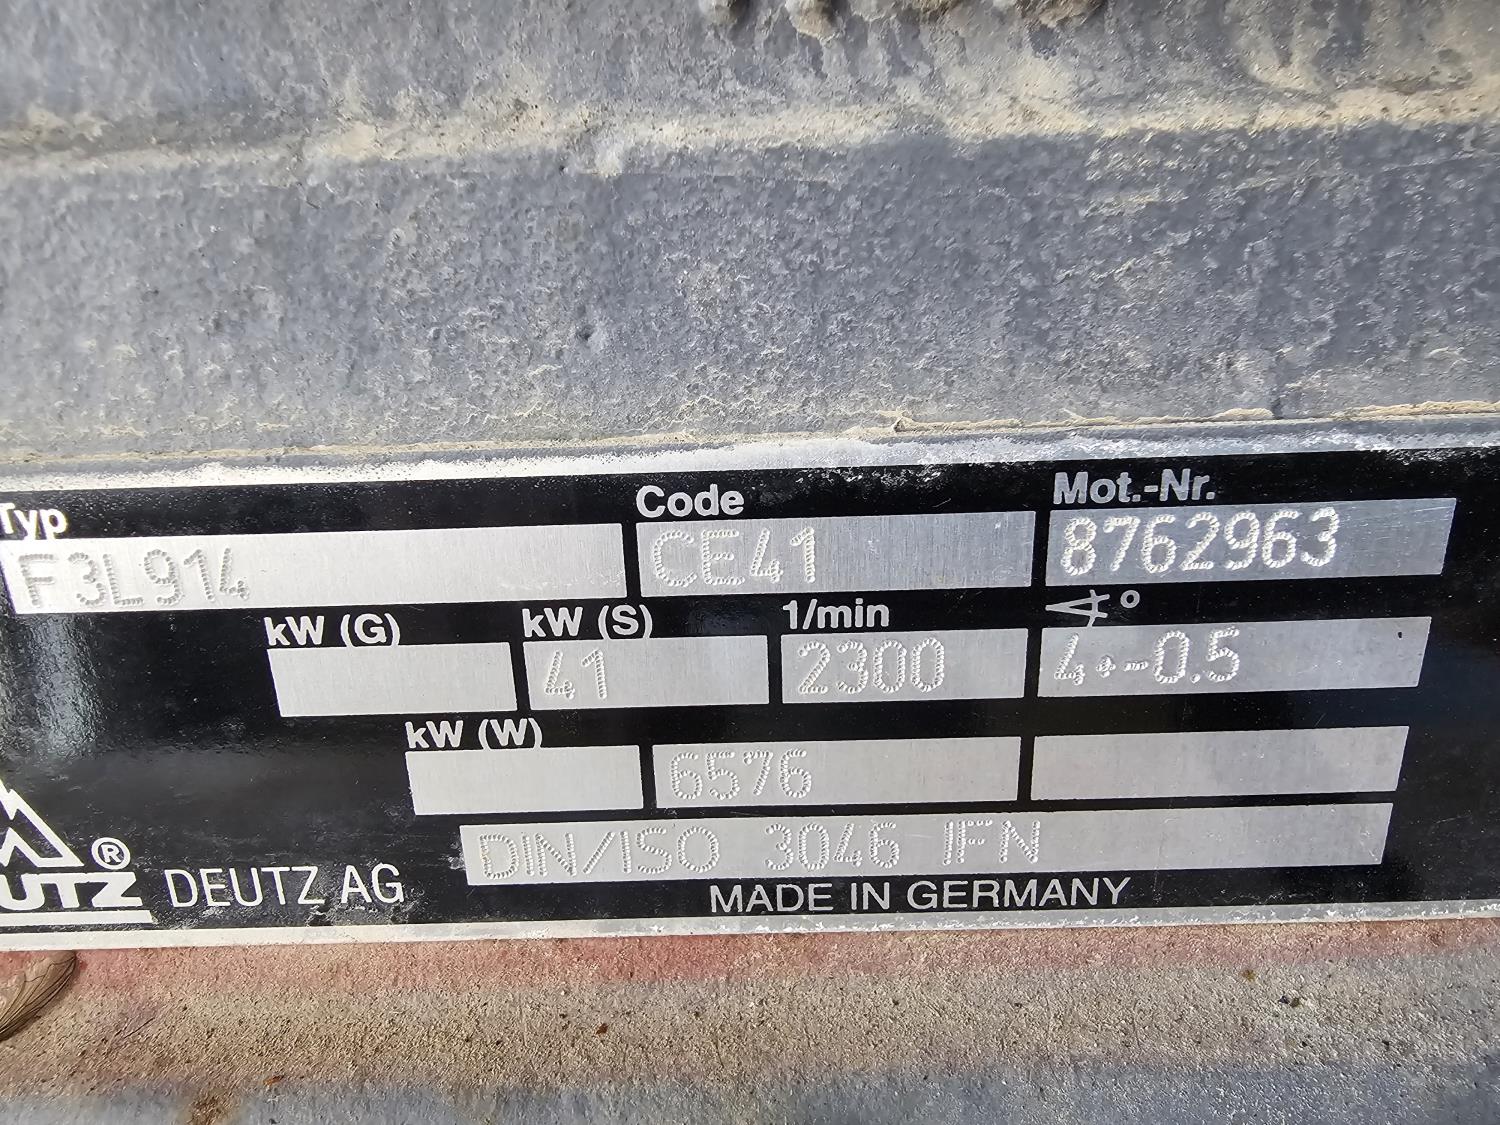 Typ Code Mot.-Nr.
F3L914 CE41 8762963
kW (G) kW (S) 1/min °
41 2300 4+-0.5
kW (W)
6576
DIN/ISO 3046 IFN
UTZ ® DEUTZ AG MADE IN GERMANY